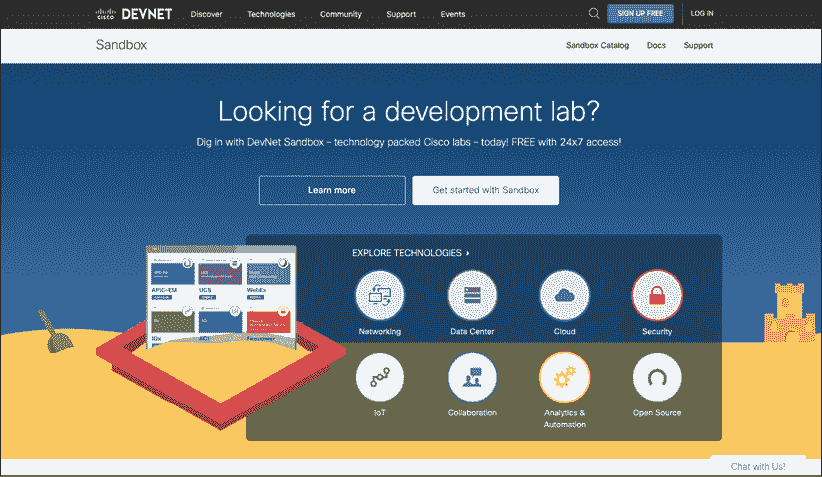 cisco DEVNET Discover Technologies Community Support Events SIGN UP FREE LOG IN
Sandbox Sandbox Catalog Docs Support
Looking for a development lab?
Dig in with DevNet Sandbox – technology packed Cisco labs – today! FREE with 24x7 access!
Learn more Get started with Sandbox
EXPLORE TECHNOLOGIES
APIC-EM UCS WebEx
IOx ACI
Networking Data Center Cloud Security
IoT Collaboration Analytics & Automation Open Source
Chat with Us!